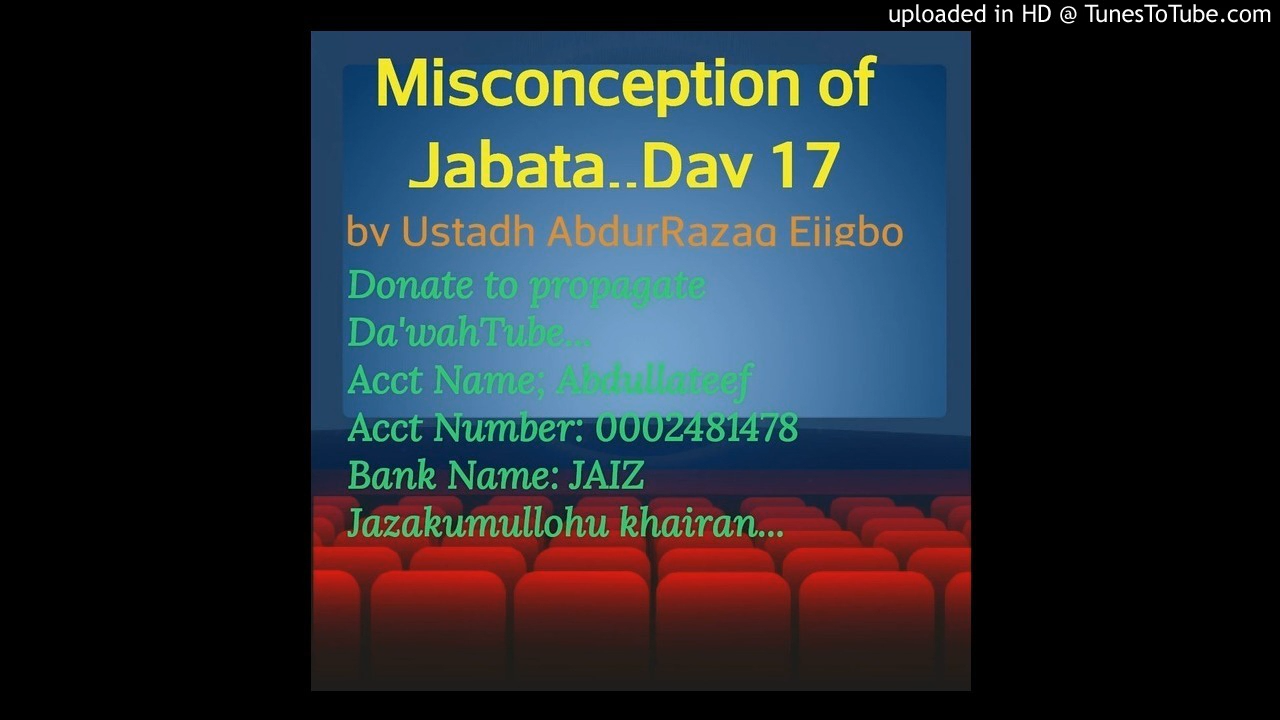 uploaded in HD @ TunesToTube.com
Misconception of
Jabata..Day 17
by Ustadh AbdurRazaq Ejigbo
Donate to propagate
Da'wahTube...
Acct Name; Abdullateef
Acct Number: 0002481478
Bank Name: JAIZ
Jazakumullohu khairan...